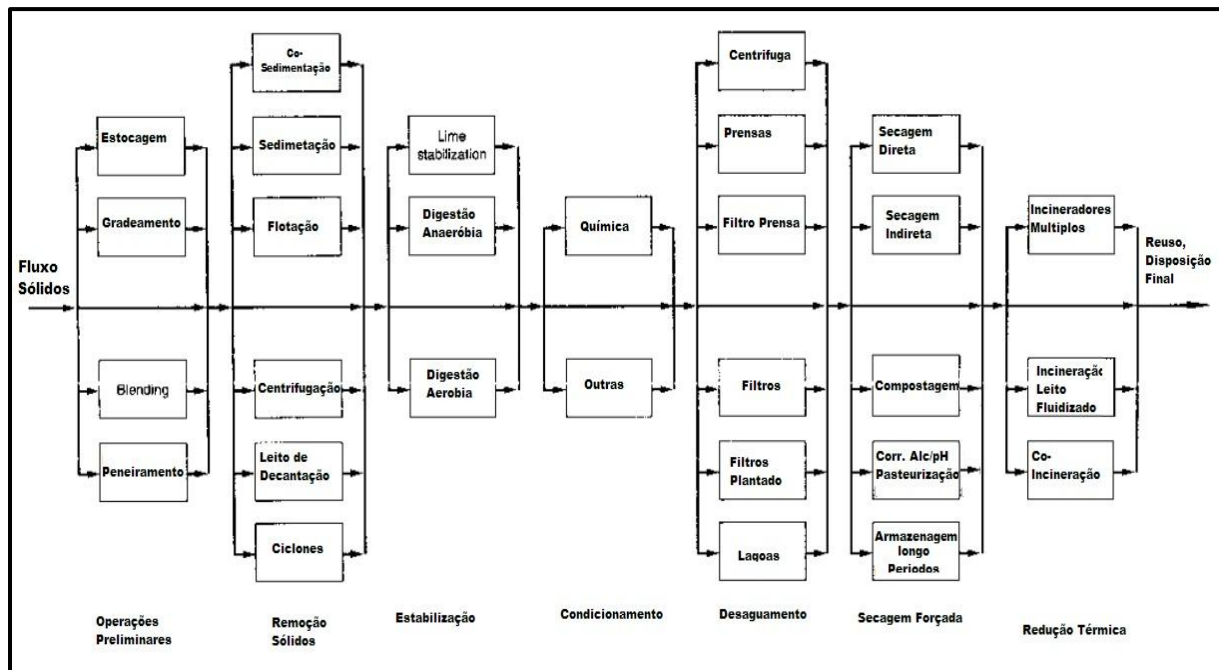 Fluxo
Sólidos
Estocagem
Gradeamento
Blending
Peneiramento
Operações
Preliminares
Co-
Sedimentação
Sedimetação
Flotação
Centrifugação
Leito de
Decantação
Ciclones
Remoção
Sólidos
Lime
stabilization
Digestão
Anaeróbia
Digestão
Aerobia
Estabilização
Química
Outras
Condicionamento
Centrifuga
Prensas
Filtro Prensa
Filtros
Filtros
Plantado
Lagoas
Desaguamento
Secagem
Direta
Secagem
Indireta
Compostagem
Corr. Alc/pH
Pasteurização
Armazenagem
longo
Periodos
Secagem Forçada
Incineradores
Multiplos
Incineração
Leito
Fluidizado
Co-
Incineração
Redução Térmica
Reuso,
Disposição
Final